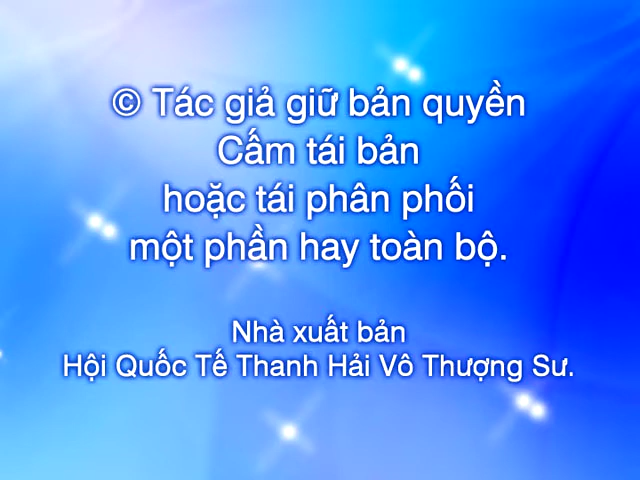 © Tác giả giữ bản quyền
Cấm tái bản
hoặc tái phân phối
một phần hay toàn bộ.
Nhà xuất bản
Hội Quốc Tế Thanh Hải Vô Thượng Sư.